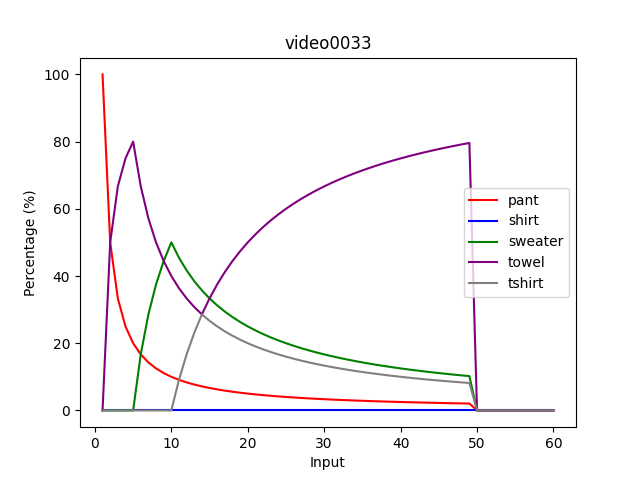 video0033
Percentage (%)
100
80
60
40
20
0
0 10 20 30 40 50 60
Input
pant
shirt
sweater
towel
tshirt